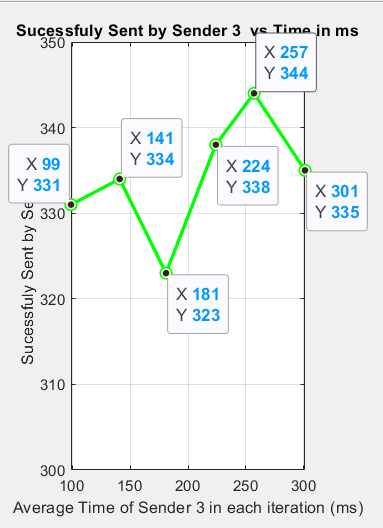 Sucessfuly Sent by Sender 3 vs Time in ms
350
340
330
320
310
300
X 257
Y 344
X 141
Y 334
X 99
Y 331
X 224
Y 338
X 301
Y 335
X 181
Y 323
Sucessfuly Sent by Se
100
150
200
250
300
Average Time of Sender 3 in each iteration (ms)